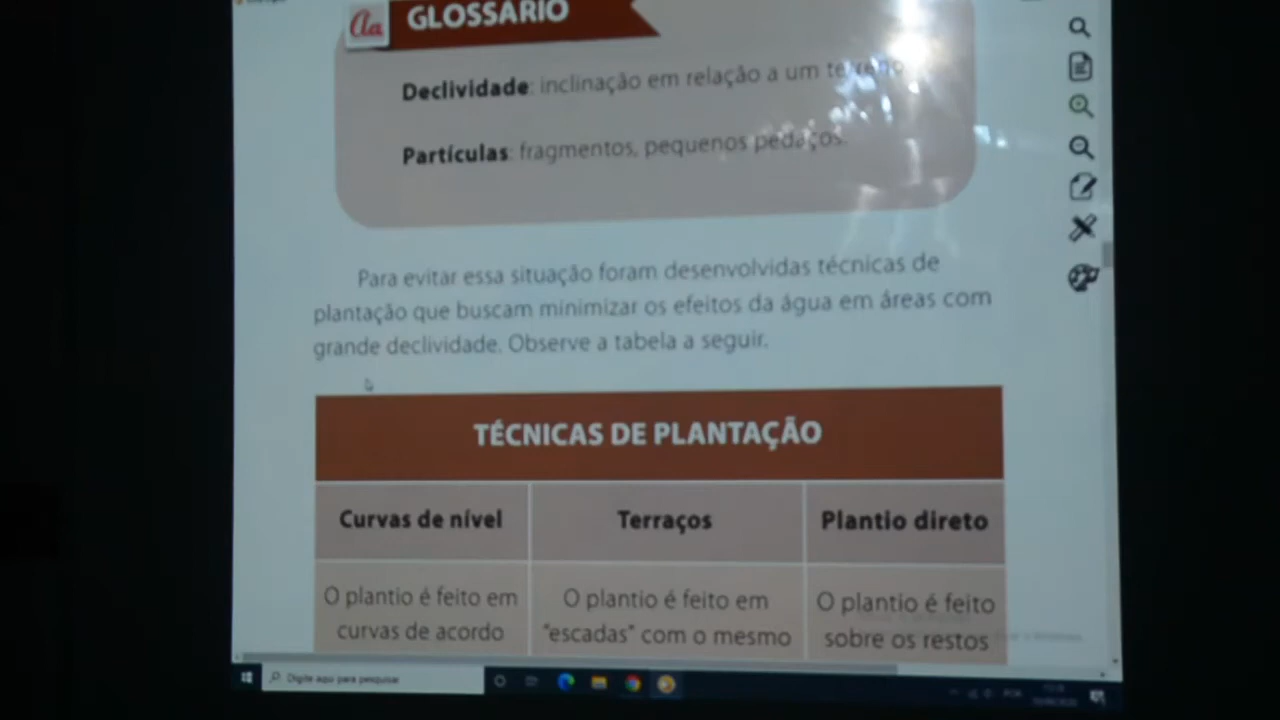 Aa GLOSSÁRIO
Declividade: inclinação em relação a um terreno
Partículas: fragmentos, pequenos pedaços.
Para evitar essa situação foram desenvolvidas técnicas de
plantação que buscam minimizar os efeitos da água em áreas com
grande declividade. Observe a tabela a seguir.
TÉCNICAS DE PLANTAÇÃO
Curvas de nível
Terraços
Plantio direto
O plantio é feito em
curvas de acordo
O plantio é feito em
"escadas" com o mesmo
O plantio é feito
sobre os restos
Digite aqui para pesquisar
POR